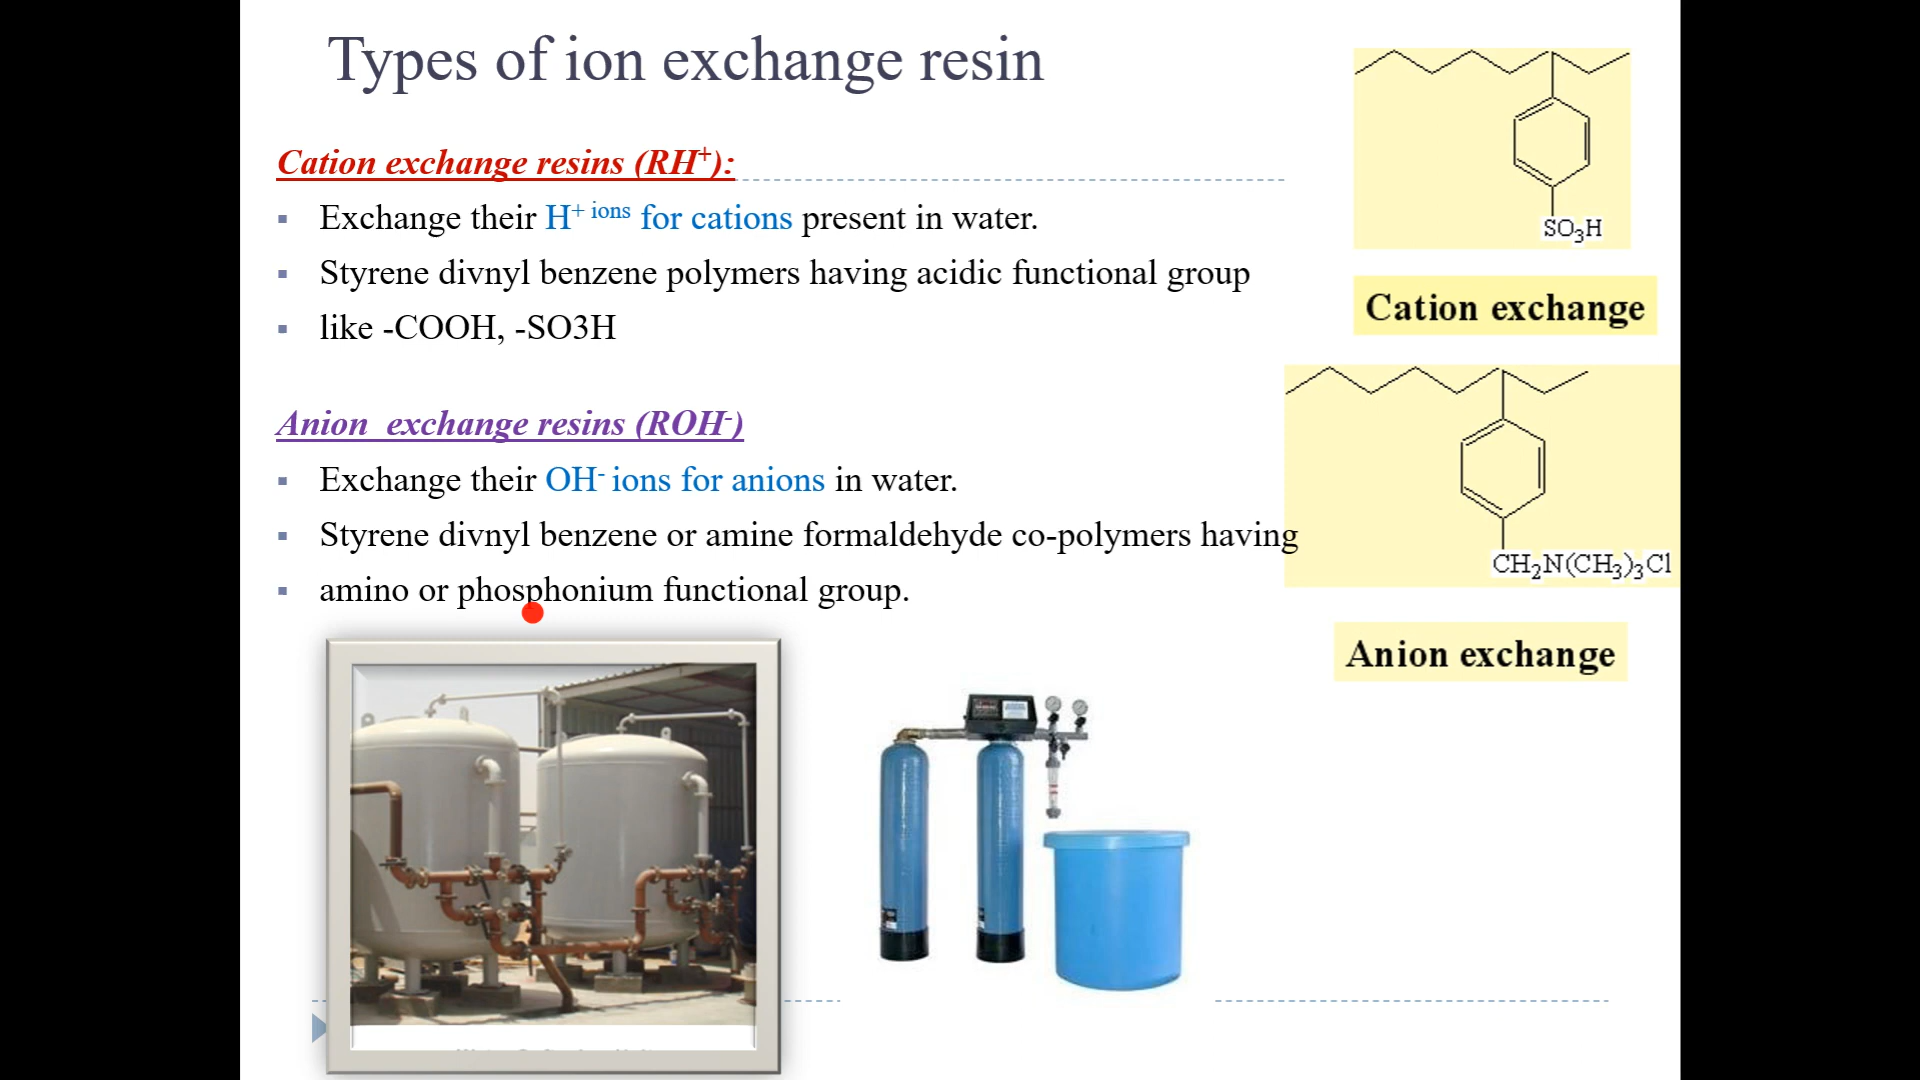 Types of ion exchange resin
Cation exchange resins (RH⁺):
Exchange their H⁺ ⁱᵒⁿˢ for cations present in water.
Styrene divnyl benzene polymers having acidic functional group
like -COOH, -SO3H
Anion  exchange resins (ROH⁻)
Exchange their OH⁻ ions for anions in water.
Styrene divnyl benzene or amine formaldehyde co-polymers having
amino or phosphonium functional group.
SO₃H
Cation exchange
CH₂N(CH₃)₃Cl
Anion exchange